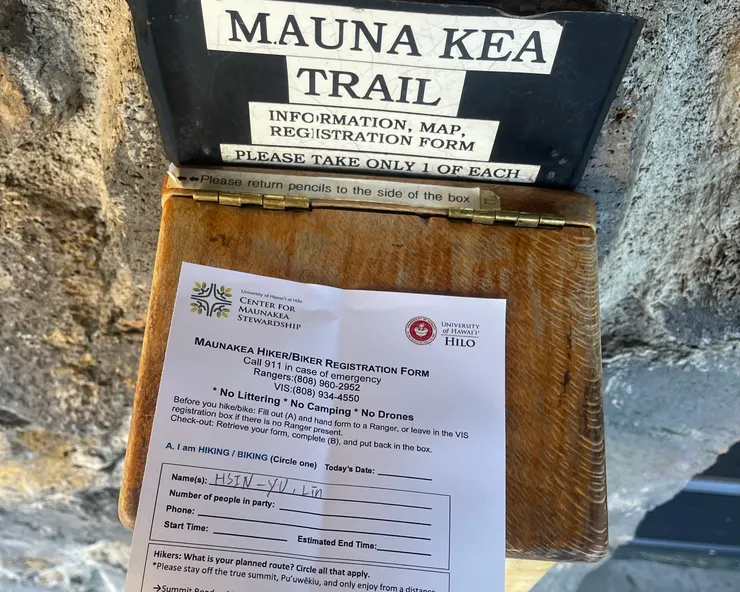 MAUNA KEA
TRAIL
INFORMATION, MAP,
REGISTRATION FORM
PLEASE TAKE ONLY 1 OF EACH
Please return pencils to the side of the box
University of Hawai'i at Hilo
CENTER FOR
MAUNAKEA
STEWARDSHIP
UNIVERSITY
of HAWAI'I
HILO
MAUNAKEA HIKER/BIKER REGISTRATION FORM
Call 911 in case of emergency
Rangers:(808) 960-2952
VIS:(808) 934-4550
* No Littering * No Camping * No Drones
Before you hike/bike: Fill out (A) and hand form to a Ranger, or leave in the VIS
registration box if there is no Ranger present.
Check-out: Retrieve your form, complete (B), and put back in the box.
A. I am HIKING / BIKING (Circle one) Today's Date:
Name(s): HSIN-YU, Lin
Number of people in party:
Phone:
Start Time: Estimated End Time:
Hikers: What is your planned route? Circle all that apply.
*Please stay off the true summit, Pu'uwēkiu, and only enjoy from a distance
→Summit